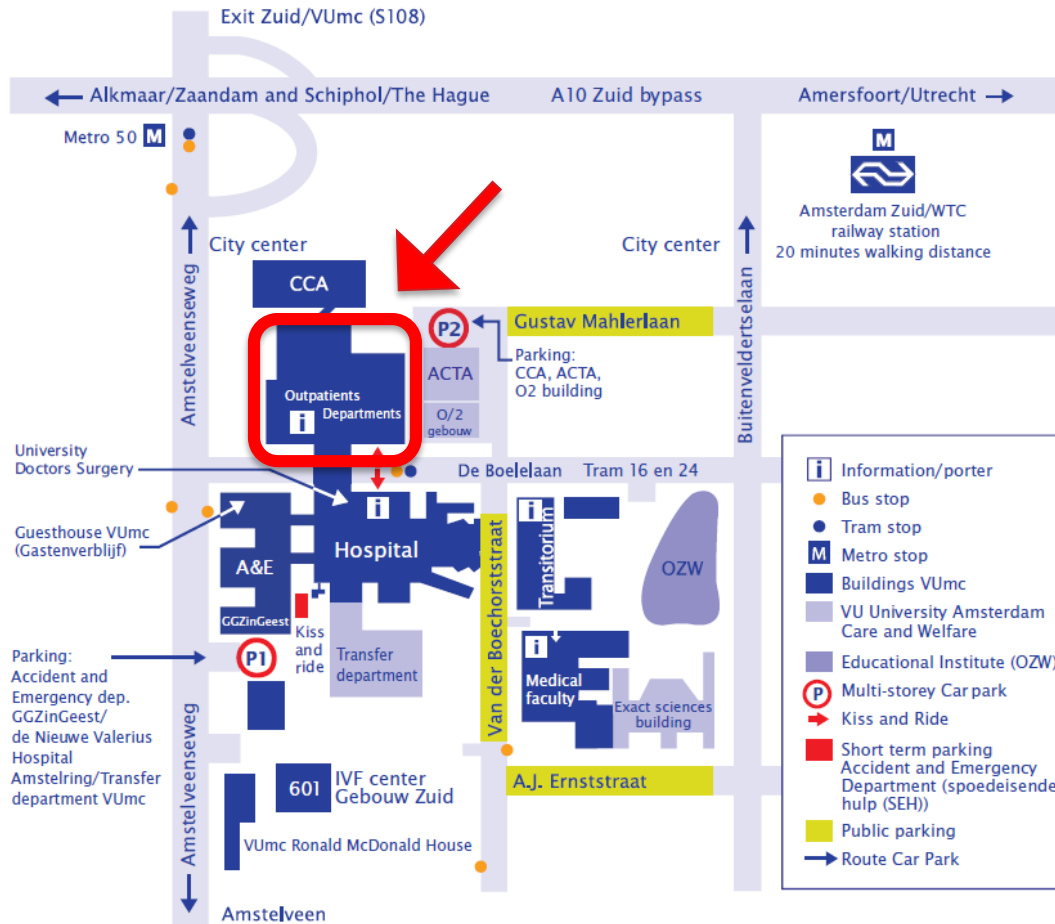 Exit Zuid/VUmc (S108)
Alkmaar/Zaandam and Schiphol/The Hague
A10 Zuid bypass
Amersfoort/Utrecht
Metro 50 M
M
Amsterdam Zuid/WTC
railway station
20 minutes walking distance
City center
City center
Amstelveenseweg
Buitenveldertselaan
CCA
P2
Gustav Mahlerlaan
Parking:
CCA, ACTA,
O2 building
ACTA
O/2
gebouw
Outpatients
Departments
i
University
Doctors Surgery
De Boelelaan Tram 16 en 24
Guesthouse VUmc
(Gastenverblijf)
i
Hospital
A&E
GGZinGeest
Kiss
and
ride
Transfer
department
Van der Boechorststraat
i
Transitorium
OZW
i
Medical
faculty
Exact sciences
building
P1
Parking:
Accident and
Emergency dep.
GGZinGeest/
de Nieuwe Valerius
Hospital
Amstelring/Transfer
department VUmc
Amstelveenseweg
601
IVF center
Gebouw Zuid
VUmc Ronald McDonald House
A.J. Ernststraat
Amstelveen
i Information/porter
Bus stop
Tram stop
M Metro stop
Buildings VUmc
VU University Amsterdam
Care and Welfare
Educational Institute (OZW)
P Multi-storey Car park
Kiss and Ride
Short term parking
Accident and Emergency
Department (spoedeisende
hulp (SEH))
Public parking
Route Car Park